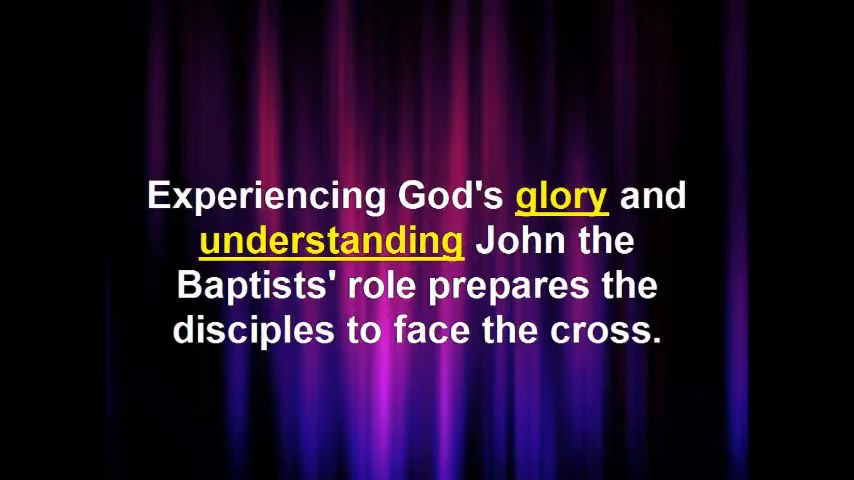 Experiencing God's glory and
understanding John the
Baptists' role prepares the
disciples to face the cross.